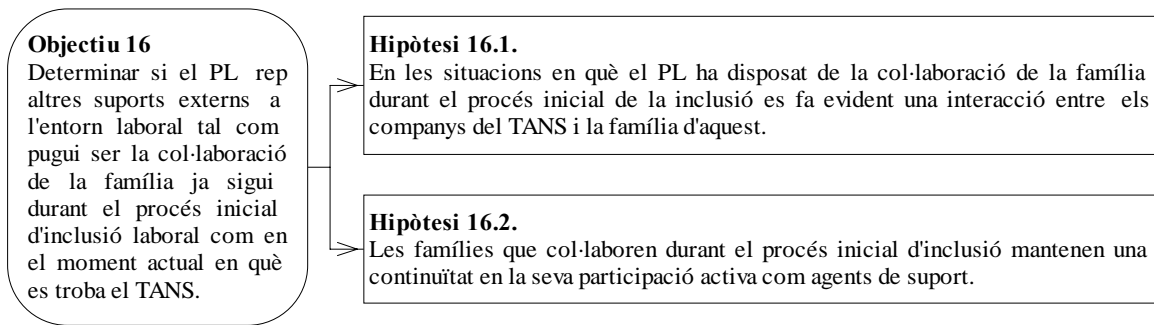 Objectiu 16
Determinar si el PL rep
altres suports externs a
l'entorn laboral tal com
pugui ser la col·laboració
de la família ja sigui
durant el procés inicial
d'inclusió laboral com en
el moment actual en què
es troba el TANS.
Hipòtesi 16.1.
En les situacions en què el PL ha disposat de la col·laboració de la família
durant el procés inicial de la inclusió es fa evident una interacció entre els
companys del TANS i la família d'aquest.
Hipòtesi 16.2.
Les famílies que col·laboren durant el procés inicial d'inclusió mantenen una
continuïtat en la seva participació activa com agents de suport.